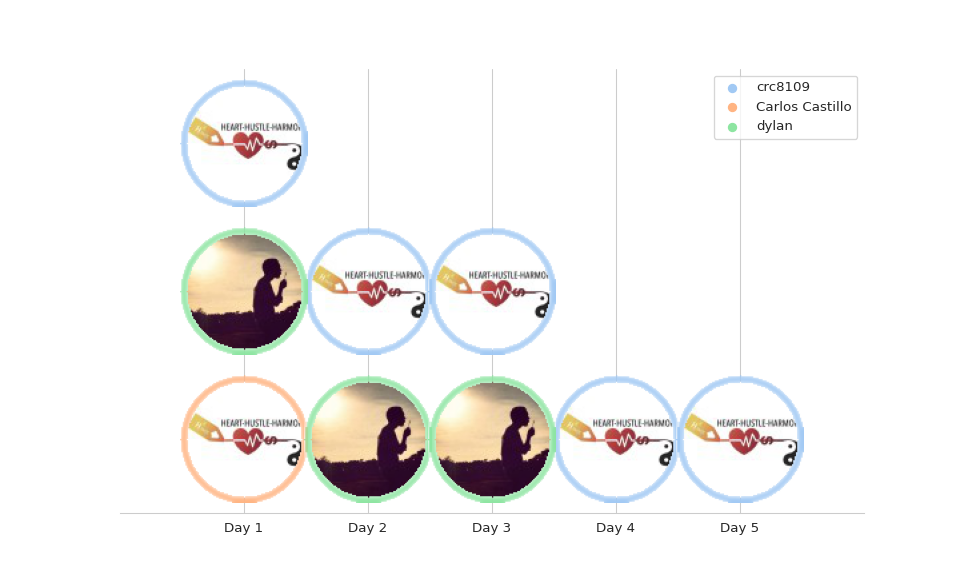 crc8109
Carlos Castillo
dylan
HEART-HUSTLE-HARMO
HEART-HUSTLE-HARMO
HEART-HUSTLE-HARMO
HEART-HUSTLE-HARMO
HEART-HUSTLE-HARMO
HEART-HUSTLE-HARMO
Day 1
Day 2
Day 3
Day 4
Day 5